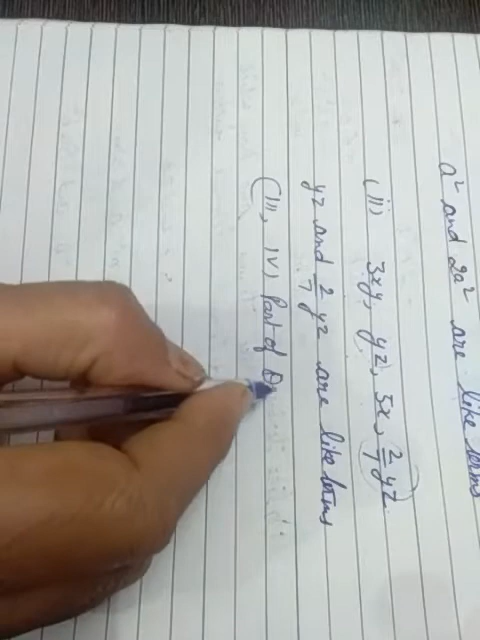 a² and 2a² are like terms
(ii) 3xy, yz, 5x, 2/7 yz
yz and 2/7 yz are like terms
(iii, iv) Part of Q